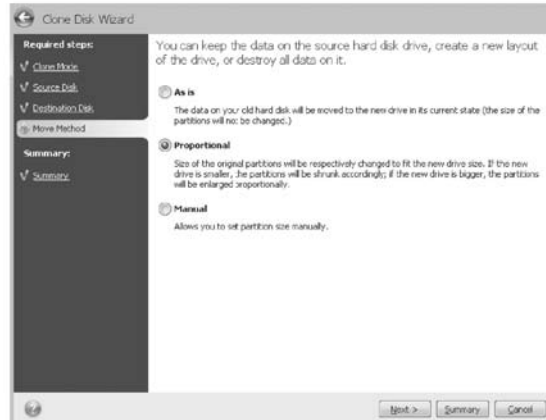 Clone Disk Wizard
Required steps:
Clone Mode
Source Disk
Destination Disk
Move Method
Summary:
Summary
You can keep the data on the source hard disk drive, create a new layout
of the drive, or destroy all data on it.
As is
The data on your old hard disk will be moved to the new drive in its current state (the size of the
partitions will not be changed.)
Proportional
Size of the original partitions will be respectively changed to fit the new drive size. If the new
drive is smaller, the partitions will be shrunk accordingly; if the new drive is bigger, the partitions
will be enlarged proportionally.
Manual
Allows you to set partition size manually.
Next >
Summary
Cancel